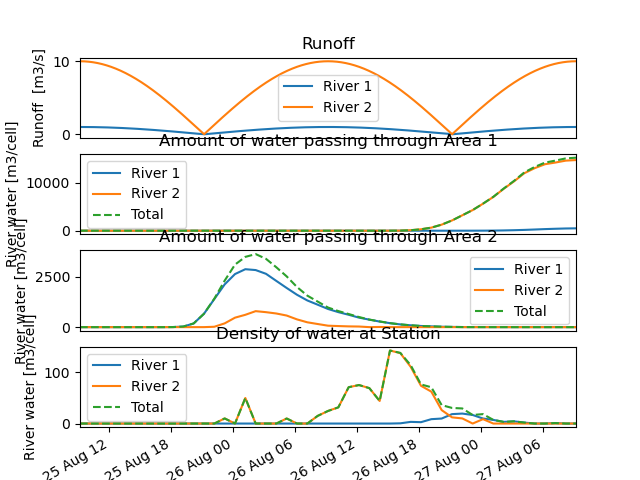 Runoff
10
0
Runoff  [m3/s]
River 1
River 2
Amount of water passing through Area 1
10000
0
River water [m3/cell]
River 1
River 2
Total
Amount of water passing through Area 2
2500
0
River water [m3/cell]
River 1
River 2
Total
Density of water at Station
100
0
River water [m3/cell]
River 1
River 2
Total
25 Aug 12
25 Aug 18
26 Aug 00
26 Aug 06
26 Aug 12
26 Aug 18
27 Aug 00
27 Aug 06